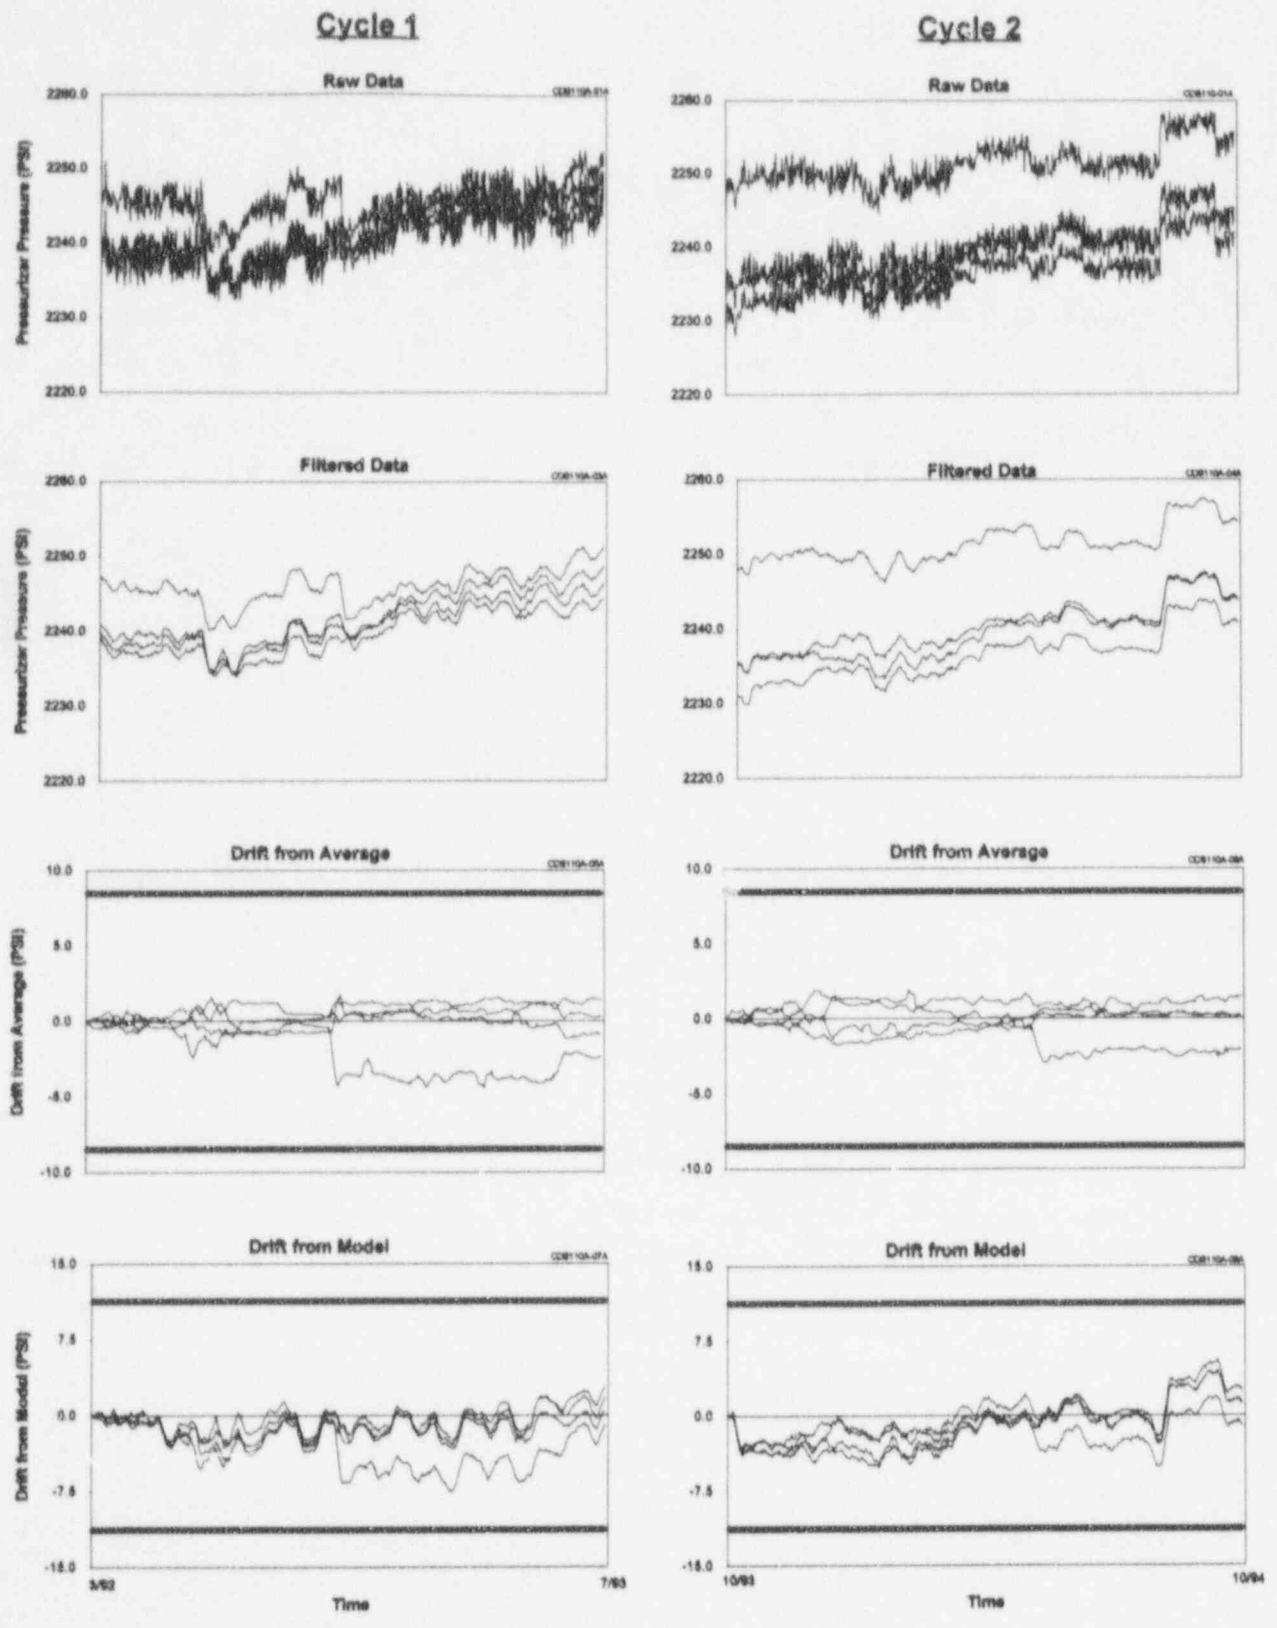 Cycle 1
Cycle 2
Raw Data
Pressurizer Pressure (PSI)
2260.0
2250.0
2240.0
2230.0
2220.0
Raw Data
2260.0
2250.0
2240.0
2230.0
2220.0
Filtered Data
Pressurizer Pressure (PSI)
2260.0
2250.0
2240.0
2230.0
2220.0
Filtered Data
2260.0
2250.0
2240.0
2230.0
2220.0
Drift from Average
Drift from Average (PSI)
10.0
5.0
0.0
-5.0
-10.0
Drift from Average
10.0
5.0
0.0
-5.0
-10.0
Drift from Model
Drift from Model (PSI)
15.0
7.5
0.0
-7.5
-15.0
3/92
7/93
Time
Drift from Model
15.0
7.5
0.0
-7.5
-15.0
10/93
10/94
Time